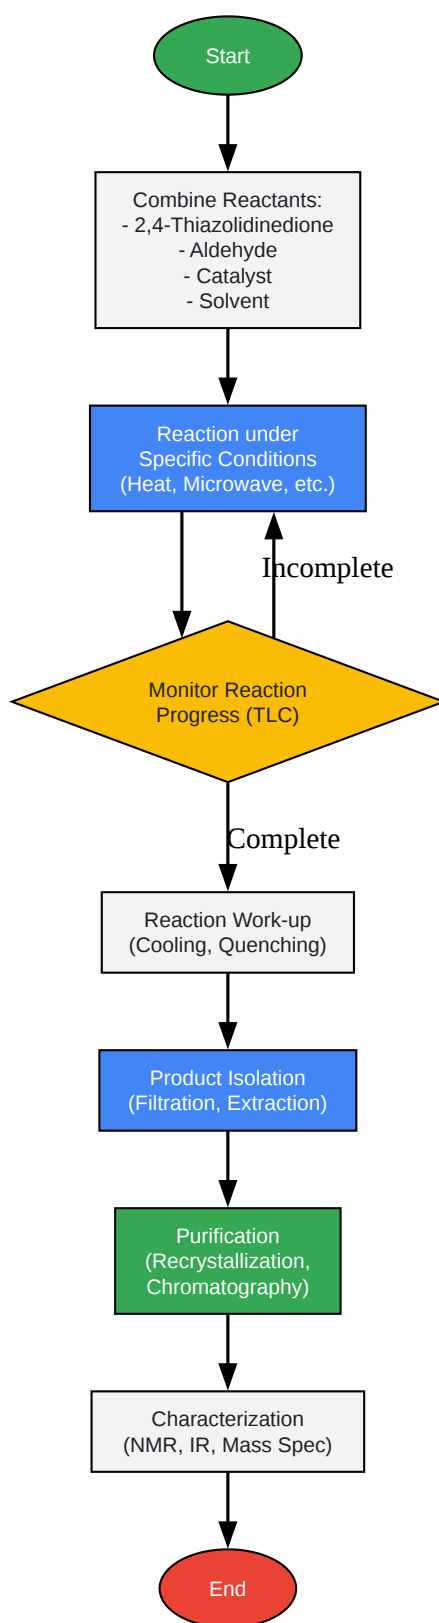 Start
Combine Reactants:
- 2,4-Thiazolidinedione
- Aldehyde
- Catalyst
- Solvent
Reaction under
Specific Conditions
(Heat, Microwave, etc.)
Incomplete
Monitor Reaction
Progress (TLC)
Complete
Reaction Work-up
(Cooling, Quenching)
Product Isolation
(Filtration, Extraction)
Purification
(Recrystallization,
Chromatography)
Characterization
(NMR, IR, Mass Spec)
End